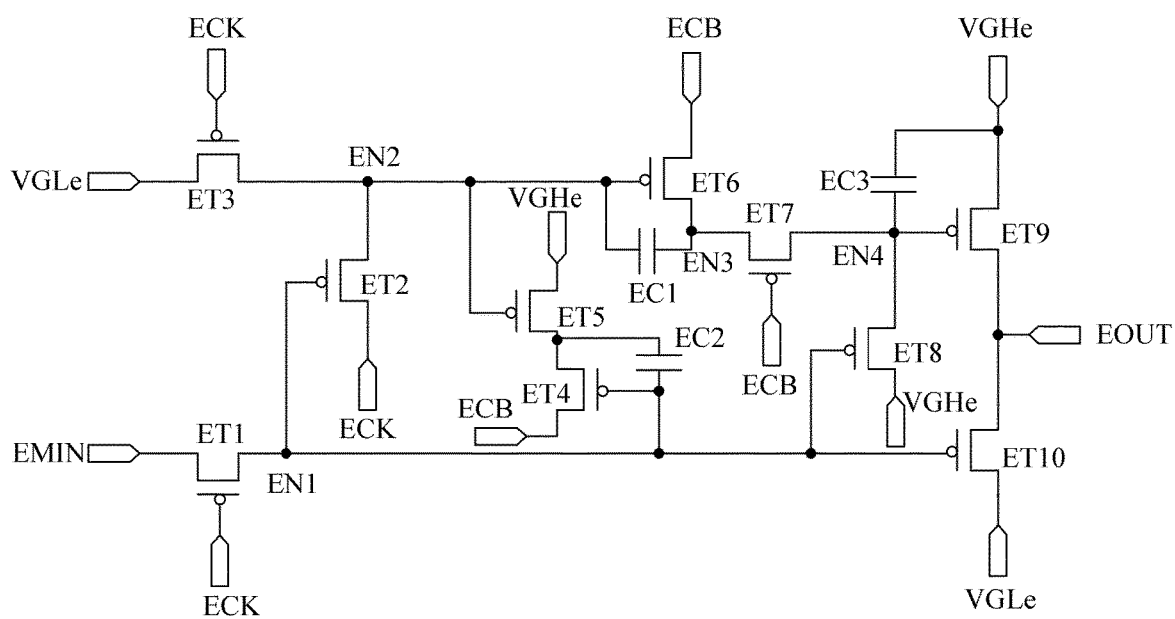 ECK
ECB
VGHe
VGLe
ET3
EN2
VGHe
ET6
EC3
ET7
ET9
EN3
EN4
EC1
ET2
ET5
EC2
ET8
EOUT
ET4
ECB
VGHe
ECB
ECK
ET1
EMIN
EN1
ET10
ECK
VGLe